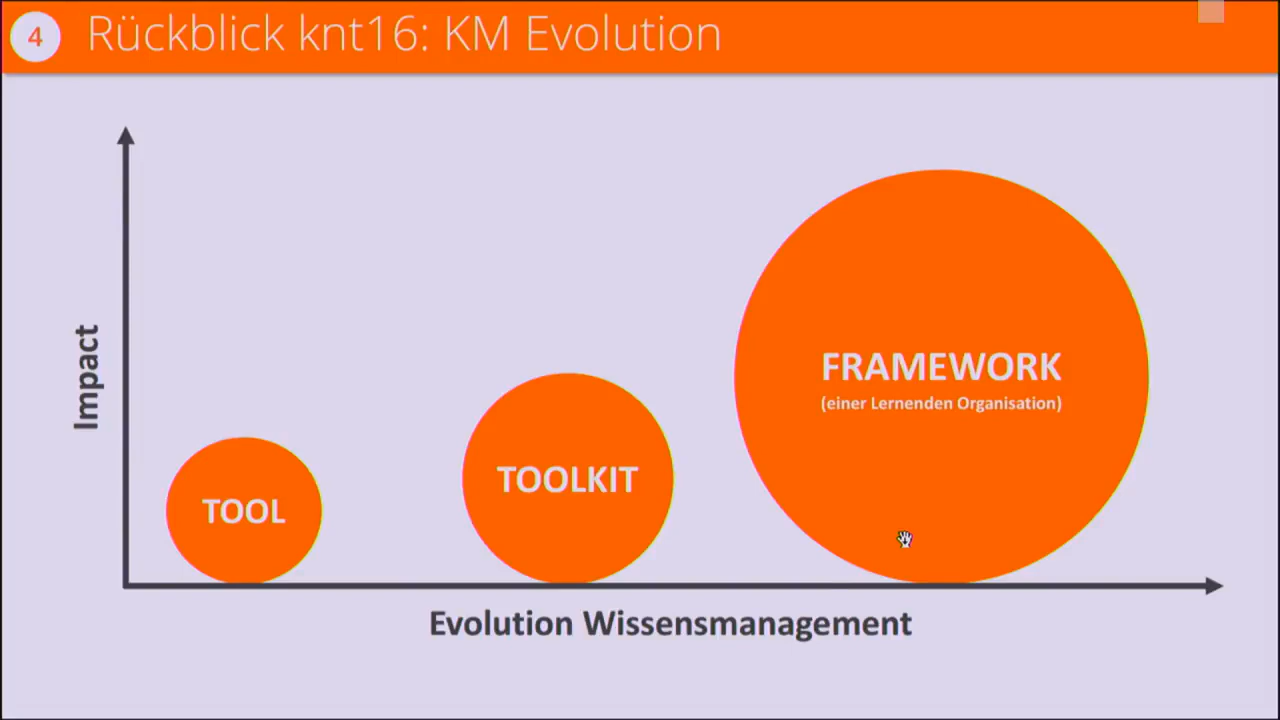 4
Rückblick knt16: KM Evolution
Impact
TOOL
TOOLKIT
FRAMEWORK
(einer Lernenden Organisation)
Evolution Wissensmanagement